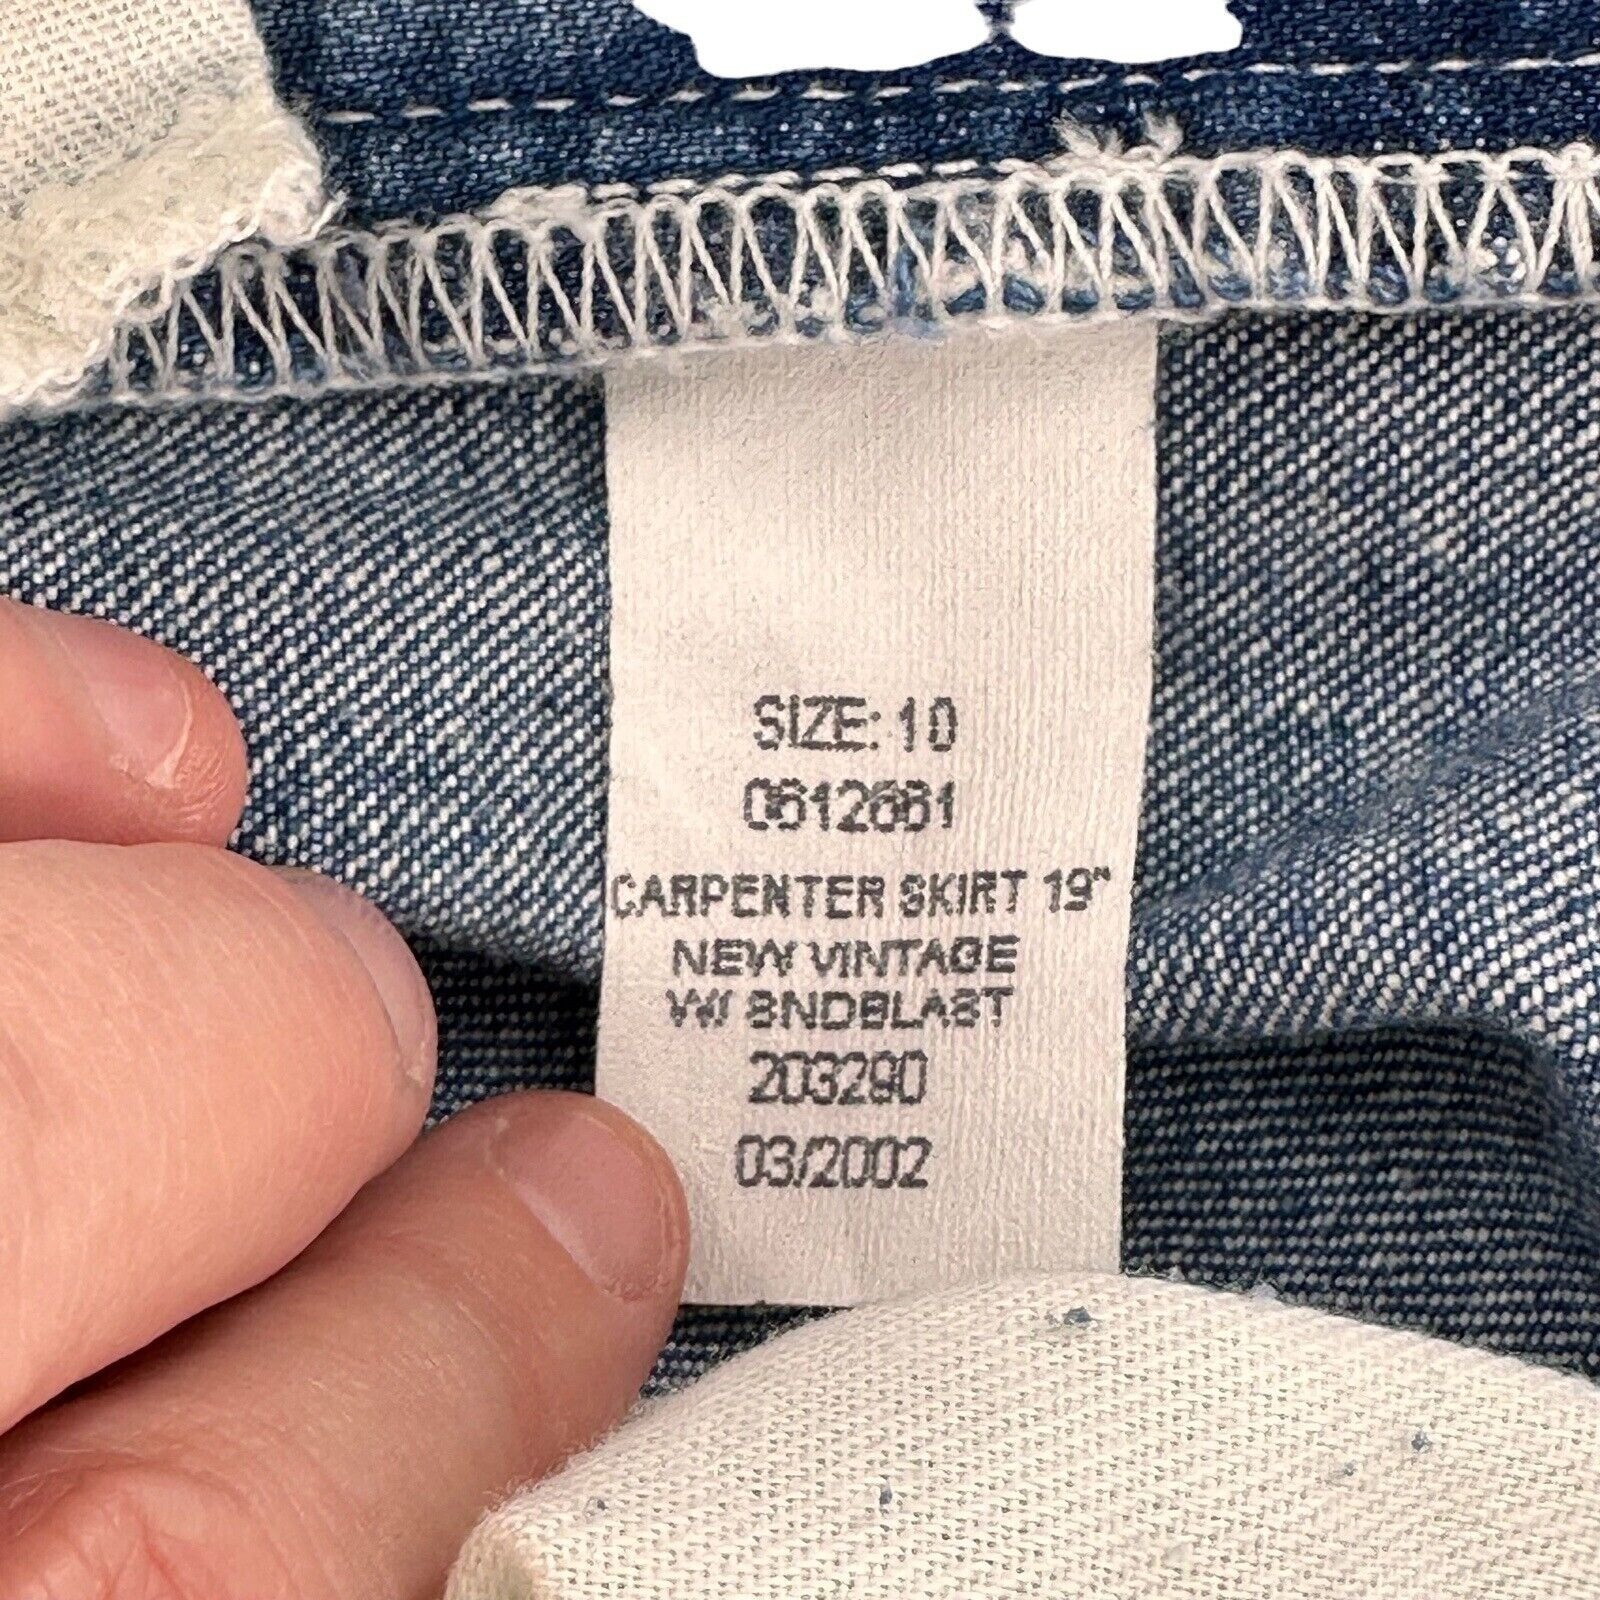 SIZE: 10
0612661
CARPENTER SKIRT 19"
NEW VINTAGE
W/ SNDBLAST
203290
03/2002